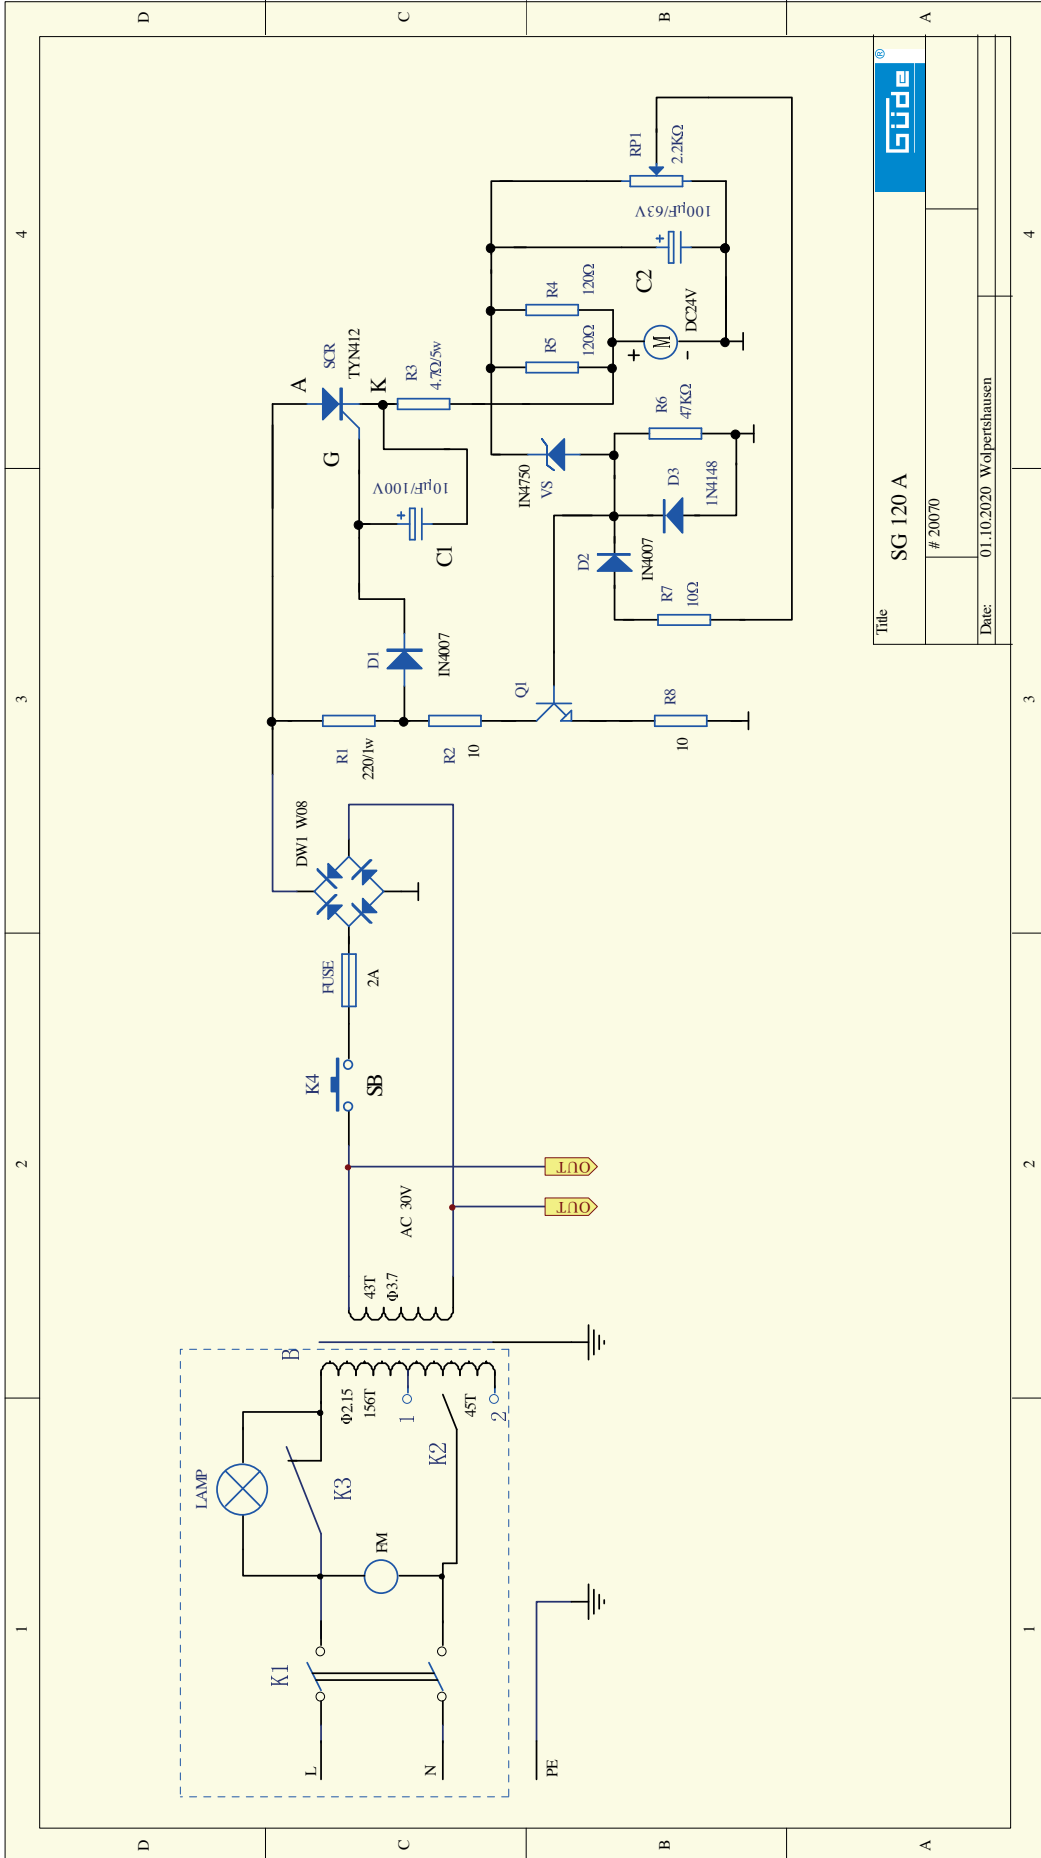 D
C
B
A
1
2
3
4
1
2
3
4
D
C
B
A
L
N
PE
K1
LAMP
FM
K3
K2
Φ2.15
156T
1
45T
2
B
43T
Φ3.7
AC 30V
OUT
OUT
K4
SB
FUSE
2A
DW1 W08
R1
220/1w
R2
10
D1
IN4007
Q1
R8
10
G
A
K
SCR
TYN412
10µF/100V
+
C1
R3
4.7Ω/5w
IN4750
VS
D2
IN4007
R7
10Ω
D3
1N4148
R6
47KΩ
R5
120Ω
R4
120Ω
+
M
-
DC24V
C2
+
100µF/63V
RP1
2.2KΩ
Title
SG 120 A
# 20070
Date:
01.10.2020 Wolpertshausen
Güde
®